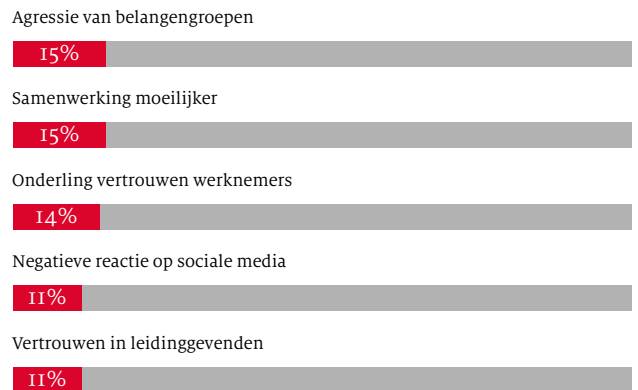 Agressie van belangengroepen
15%
Samenwerking moeilijker
15%
Onderling vertrouwen werknemers
14%
Negatieve reactie op sociale media
11%
Vertrouwen in leidinggevenden
11%